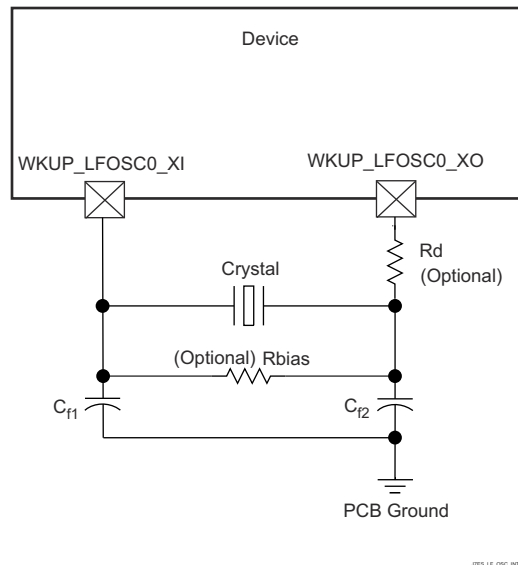 Device
WKUP_LFOSC0_XI
WKUP_LFOSC0_XO
Rd
(Optional)
Crystal
(Optional) Rbias
Cf1
Cf2
PCB Ground